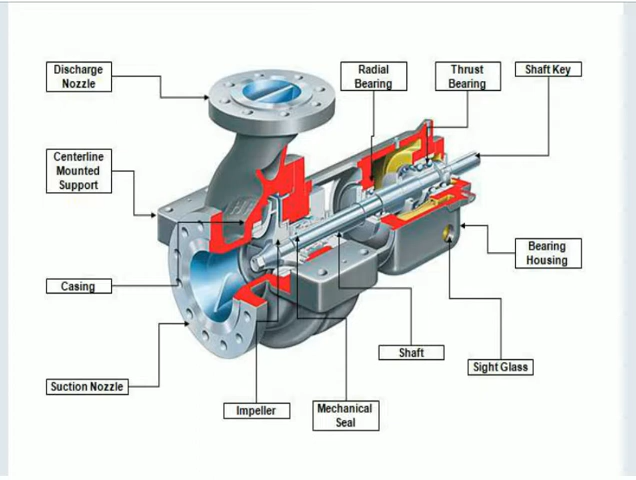 Discharge
Nozzle
Radial
Bearing
Thrust
Bearing
Shaft Key
Centerline
Mounted
Support
Bearing
Housing
Casing
Shaft
Sight Glass
Suction Nozzle
Impeller
Mechanical
Seal